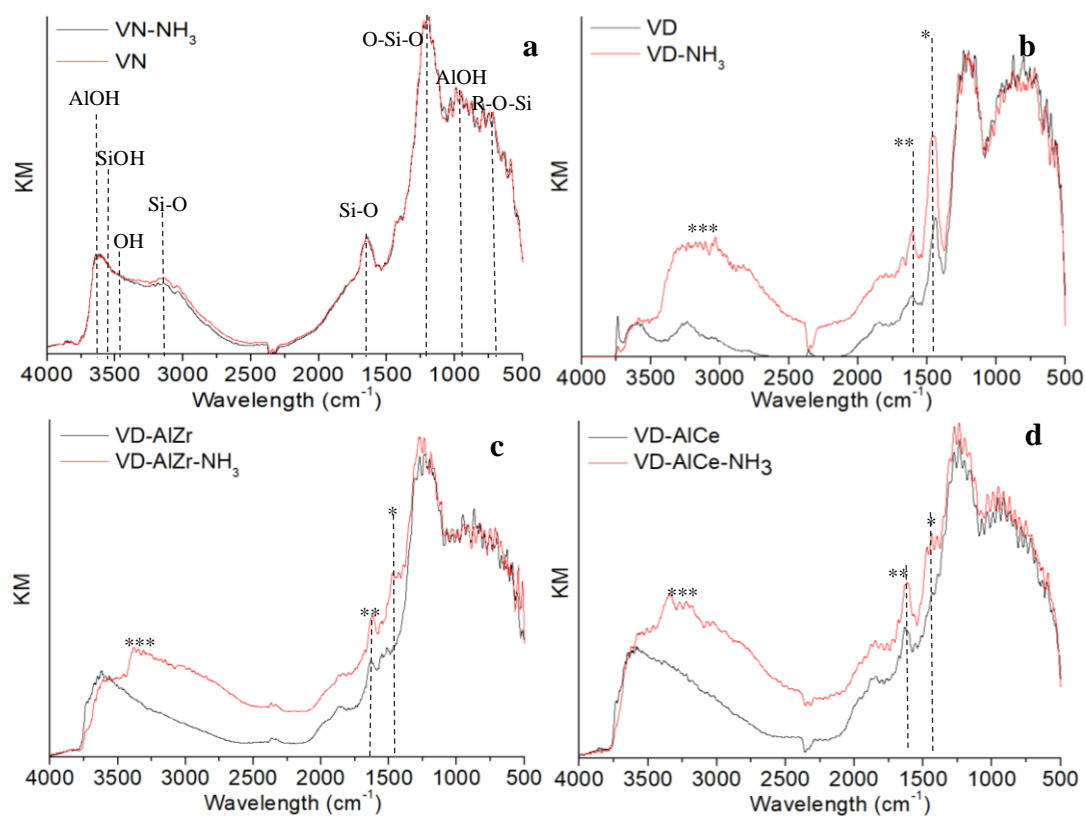 VN-NH3
VN
a
O-Si-O
AlOH
R-O-Si
AlOH
SiOH
OH
Si-O
Si-O
KM
4000 3500 3000 2500 2000 1500 1000 500
Wavelength (cm-1)
VD
VD-NH3
b
*
**
***
KM
4000 3500 3000 2500 2000 1500 1000 500
Wavelength (cm-1)
VD-AlZr
VD-AlZr-NH3
c
*
**
***
KM
4000 3500 3000 2500 2000 1500 1000 500
Wavelength (cm-1)
VD-AlCe
VD-AlCe-NH3
d
*
**
***
KM
4000 3500 3000 2500 2000 1500 1000 500
Wavelength (cm-1)